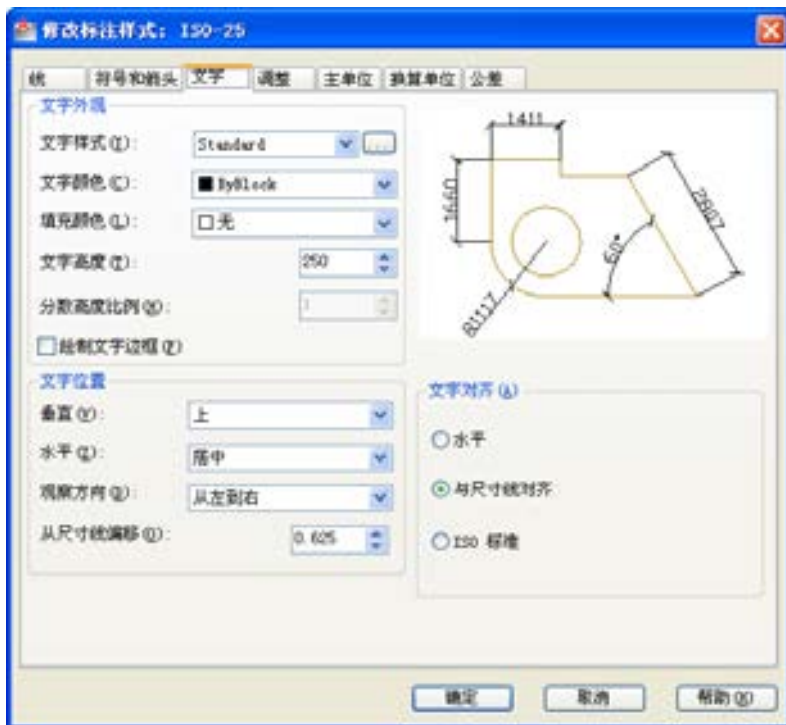 修改标注样式: ISO-25
线 符号和箭头 文字 调整 主单位 换算单位 公差
文字外观
文字样式(Y): Standard ...
文字颜色(C): ByBlock
填充颜色(L): 无
文字高度(T): 250
分数高度比例(H): 1
绘制文字边框(F)
1411
1660
2807
60°
R1117
文字位置
垂直(V): 上
水平(Z): 居中
观察方向(D): 从左到右
从尺寸线偏移(O): 0.625
文字对齐(A)
水平
与尺寸线对齐
ISO 标准
确定 取消 帮助(H)